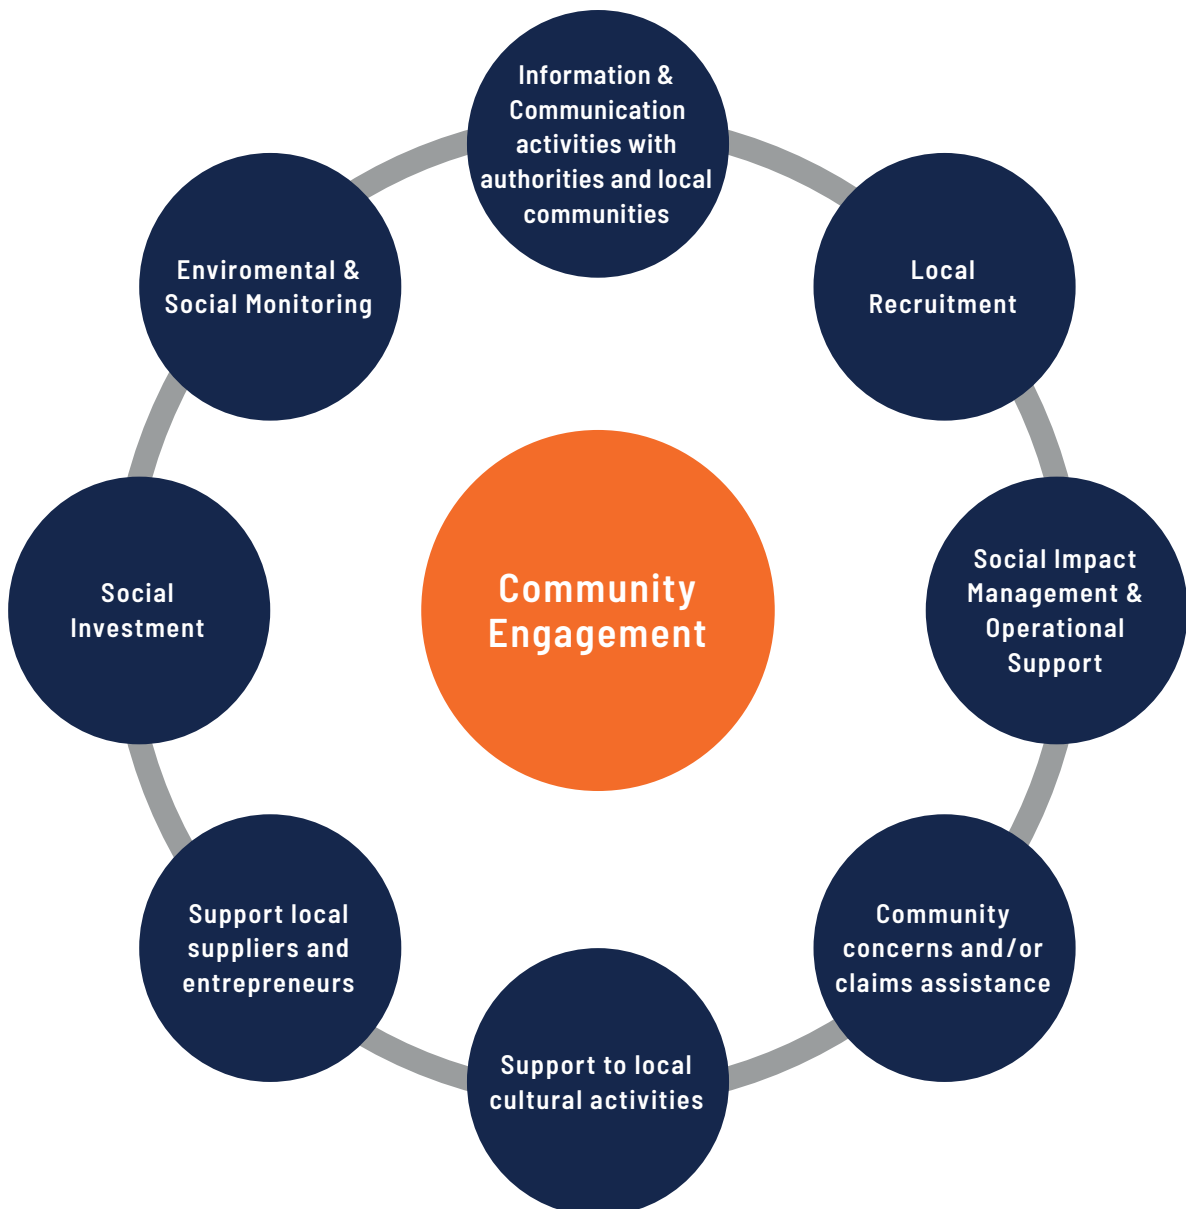 Information &
Communication
activities with
authorities and local
communities
Local
Recruitment
Social Impact
Management &
Operational
Support
Community
concerns and/or
claims assistance
Support to local
cultural activities
Support local
suppliers and
entrepreneurs
Social
Investment
Enviromental &
Social Monitoring
Community
Engagement